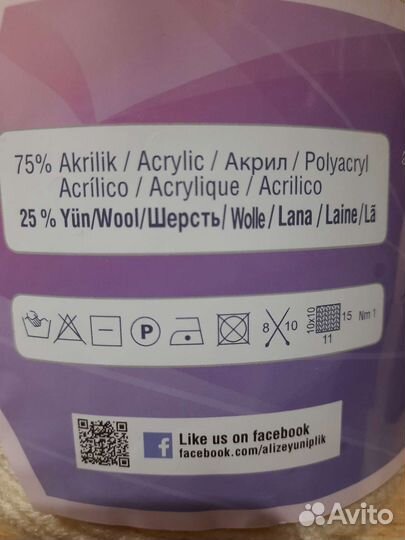 75% Akrilik / Acrylic / Акрил / Polyacryl
Acrílico / Acrylique / Acrilico
25 % Yün/Wool/Шерсть/Wolle/Lana/Laine/Lã
P
8 10
10x10 15
11
Nm 1
Like us on facebook
facebook.com/alizeyuniplik
Avito